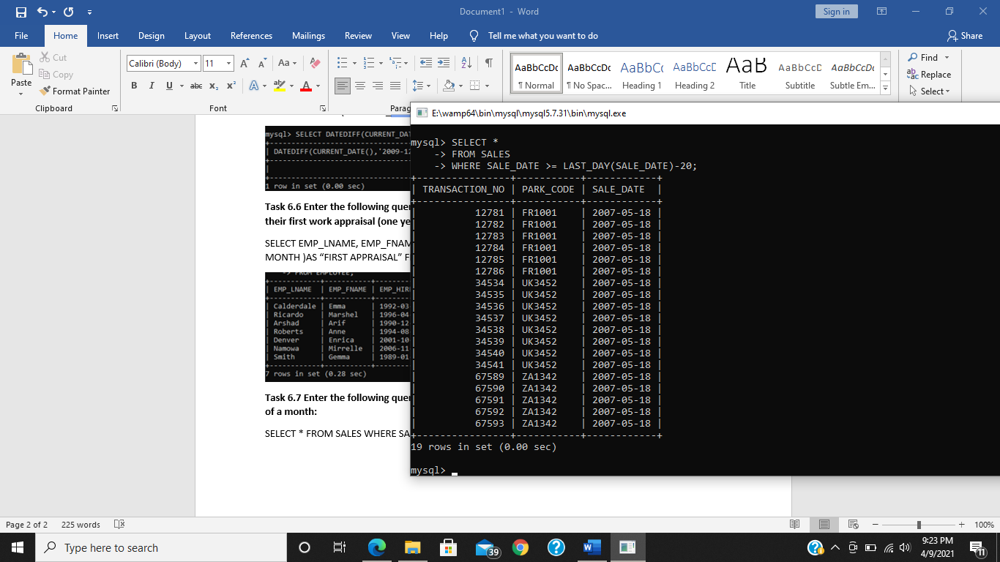 Document1 - Word
Sign in
File Home Insert Design Layout References Mailings Review View Help Tell me what you want to do Share
Paste
Cut
Copy
Format Painter
Clipboard
Calibri (Body) 11
Font
Parag
AaBbCcDc AaBbCcDc AaBbCc AaBbCcC AaB AaBbCcD AaBbCcDc
¶ Normal ¶ No Spac... Heading 1 Heading 2 Title Subtitle Subtle Em...
Find
Replace
Select
mysql> SELECT DATEDIFF(CURRENT_DAT
| DATEDIFF(CURRENT_DATE(),'2009-12
1 row in set (0.00 sec)
Task 6.6 Enter the following que
their first work appraisal (one ye
SELECT EMP_LNAME, EMP_FNAM
MONTH )AS “FIRST APPRAISAL” F
-> FROM EMPLOYEE;
| EMP_LNAME | EMP_FNAME | EMP_HIR
| Calderdale | Emma | 1992-03
| Ricardo | Marshel | 1996-04
| Arshad | Arif | 1990-12
| Roberts | Anne | 1994-08
| Denver | Enrica | 2001-10
| Namowa | Mirrelle | 2006-11
| Smith | Gemma | 1989-01
7 rows in set (0.28 sec)
Task 6.7 Enter the following que
of a month:
SELECT * FROM SALES WHERE SA
E:\wamp64\bin\mysql\mysql5.7.31\bin\mysql.exe
mysql> SELECT *
-> FROM SALES
-> WHERE SALE_DATE >= LAST_DAY(SALE_DATE)-20;
+----------------+-----------+------------+
| TRANSACTION_NO | PARK_CODE | SALE_DATE |
+----------------+-----------+------------+
| 12781 | FR1001 | 2007-05-18 |
| 12782 | FR1001 | 2007-05-18 |
| 12783 | FR1001 | 2007-05-18 |
| 12784 | FR1001 | 2007-05-18 |
| 12785 | FR1001 | 2007-05-18 |
| 12786 | FR1001 | 2007-05-18 |
| 34534 | UK3452 | 2007-05-18 |
| 34535 | UK3452 | 2007-05-18 |
| 34536 | UK3452 | 2007-05-18 |
| 34537 | UK3452 | 2007-05-18 |
| 34538 | UK3452 | 2007-05-18 |
| 34539 | UK3452 | 2007-05-18 |
| 34540 | UK3452 | 2007-05-18 |
| 34541 | UK3452 | 2007-05-18 |
| 67589 | ZA1342 | 2007-05-18 |
| 67590 | ZA1342 | 2007-05-18 |
| 67591 | ZA1342 | 2007-05-18 |
| 67592 | ZA1342 | 2007-05-18 |
| 67593 | ZA1342 | 2007-05-18 |
+----------------+-----------+------------+
19 rows in set (0.00 sec)
mysql>
Page 2 of 2 225 words 100%
Type here to search
39
9:23 PM
4/9/2021
11